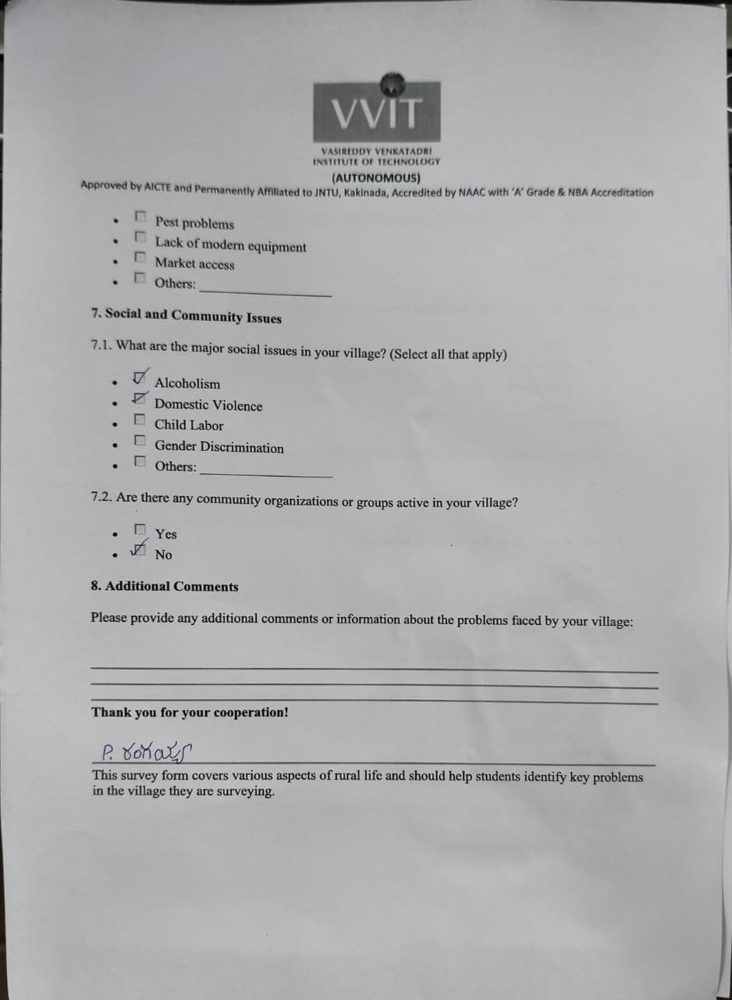 VVIT
VASIREDDY VENKATADRI
INSTITUTE OF TECHNOLOGY
(AUTONOMOUS)
Approved by AICTE and Permanently Affiliated to JNTU, Kakinada, Accredited by NAAC with 'A' Grade & NBA Accreditation
• ☐ Pest problems
• ☐ Lack of modern equipment
• ☐ Market access
• ☐ Others: ____________________
7. Social and Community Issues
7.1. What are the major social issues in your village? (Select all that apply)
• ☑ Alcoholism
• ☑ Domestic Violence
• ☐ Child Labor
• ☐ Gender Discrimination
• ☐ Others: ____________________
7.2. Are there any community organizations or groups active in your village?
• ☐ Yes
• ☑ No
8. Additional Comments
Please provide any additional comments or information about the problems faced by your village:
Thank you for your cooperation!
P.
This survey form covers various aspects of rural life and should help students identify key problems
in the village they are surveying.